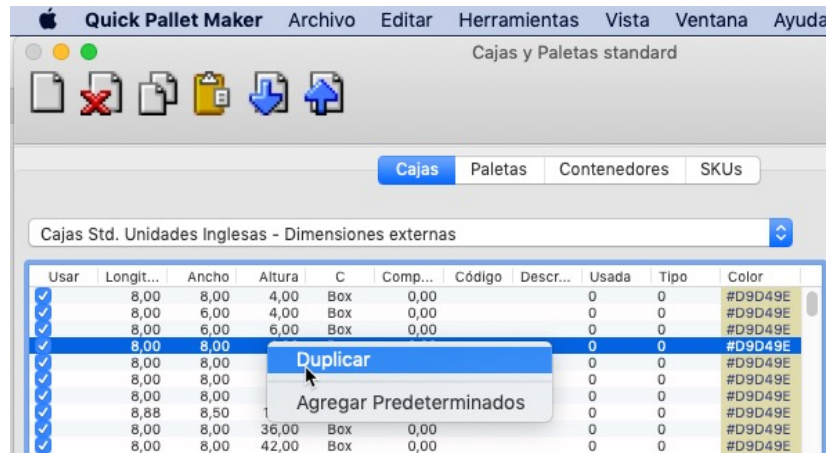 Quick Pallet Maker Archivo Editar Herramientas Vista Ventana Ayuda
Cajas y Paletas standard
Cajas Paletas Contenedores SKUs
Cajas Std. Unidades Inglesas - Dimensiones externas
Usar Longit... Ancho Altura C Comp... Código Descr... Usada Tipo Color
8,00 8,00 4,00 Box 0,00 0 0 #D9D49E
8,00 6,00 4,00 Box 0,00 0 0 #D9D49E
8,00 6,00 6,00 Box 0,00 0 0 #D9D49E
8,00 8,00 0 0 #D9D49E
8,00 8,00 0 0 #D9D49E
8,00 8,00 0 0 #D9D49E
8,00 8,00 0 0 #D9D49E
8,88 8,50 0 0 #D9D49E
8,00 8,00 36,00 Box 0,00 0 0 #D9D49E
8,00 8,00 42,00 Box 0,00 0 0 #D9D49E
Duplicar
Agregar Predeterminados